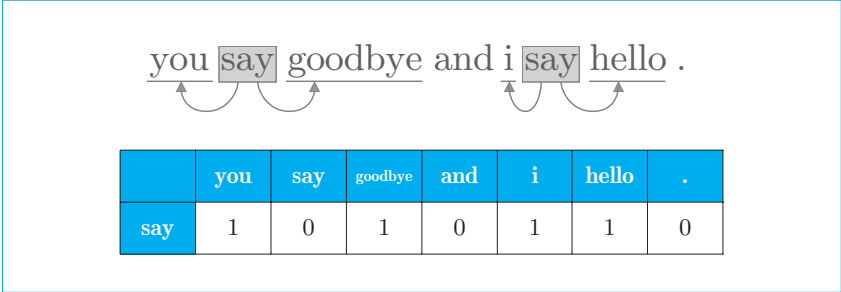 you say goodbye and i say hello .
you say goodbye and i hello .
say 1 0 1 0 1 1 0